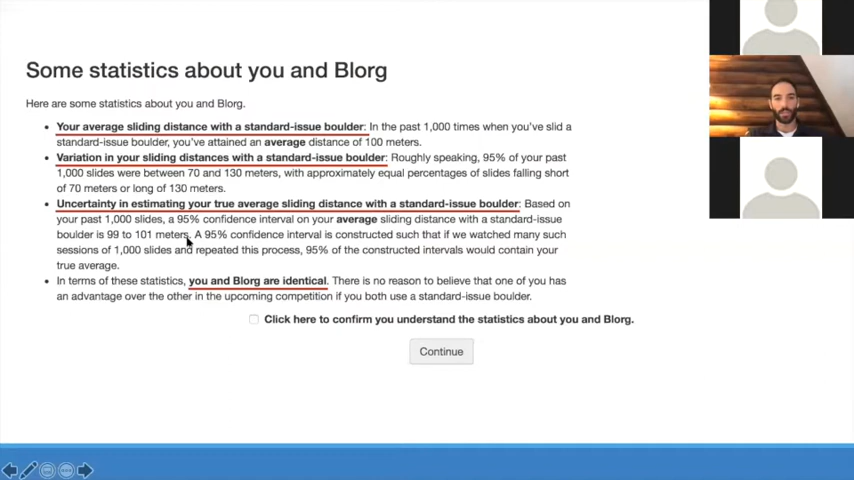 Some statistics about you and Blorg
Here are some statistics about you and Blorg.
• Your average sliding distance with a standard-issue boulder: In the past 1,000 times when you've slid a
standard-issue boulder, you've attained an average distance of 100 meters.
• Variation in your sliding distances with a standard-issue boulder: Roughly speaking, 95% of your past
1,000 slides were between 70 and 130 meters, with approximately equal percentages of slides falling short
of 70 meters or long of 130 meters.
• Uncertainty in estimating your true average sliding distance with a standard-issue boulder: Based on
your past 1,000 slides, a 95% confidence interval on your average sliding distance with a standard-issue
boulder is 99 to 101 meters. A 95% confidence interval is constructed such that if we watched many such
sessions of 1,000 slides and repeated this process, 95% of the constructed intervals would contain your
true average.
• In terms of these statistics, you and Blorg are identical. There is no reason to believe that one of you has
an advantage over the other in the upcoming competition if you both use a standard-issue boulder.
Click here to confirm you understand the statistics about you and Blorg.
Continue